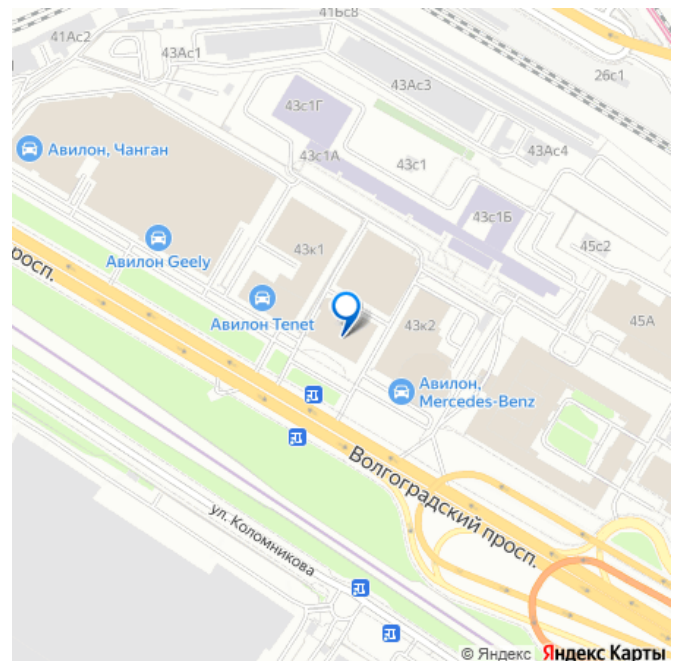 41Бс8
41Ас2
43Ас1
26с1
43Ас3
43с1Г
Авилон, Чанган
43с1А
43с1
43Ас4
43с1Б
45с2
43к1
Авилон Geely
просп.
Авилон Tenet
43к2
45А
Авилон,
Mercedes-Benz
Волгоградский просп.
ул. Коломникова
© Яндекс Яндекс Карты